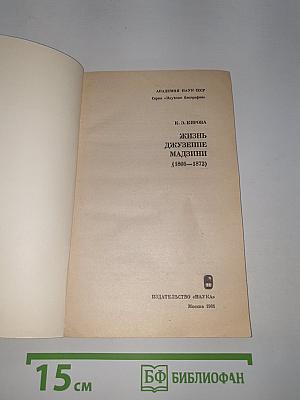 АКАДЕМИЯ НАУК СССР
Серия «Научные биографии»
К. Э. КИРОВА
ЖИЗНЬ
ДЖУЗЕППЕ
МАДЗИНИ
(1805—1872)
ИЗДАТЕЛЬСТВО «НАУКА»
Москва 1981
15 см
БФ БИБЛИОФАН